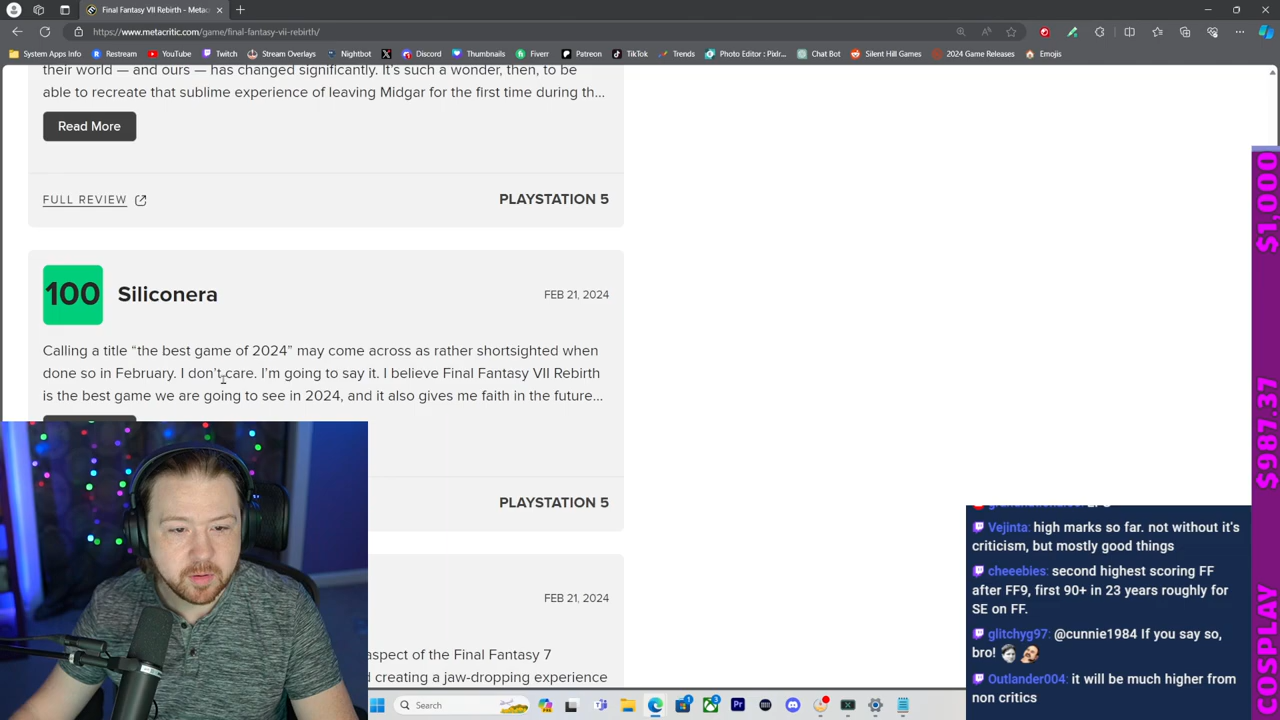 Final Fantasy VII Rebirth - Metac
https://www.metacritic.com/game/final-fantasy-vii-rebirth/
System Apps Info
Restream
YouTube
Twitch
Stream Overlays
Nightbot
Discord
Thumbnails
Fiverr
Patreon
TikTok
Trends
Photo Editor : Pixlr...
Chat Bot
Silent Hill Games
2024 Game Releases
Emojis
their world — and ours — has changed significantly. It's such a wonder, then, to be
able to recreate that sublime experience of leaving Midgar for the first time during th...
Read More
FULL REVIEW
PLAYSTATION 5
100
Siliconera
FEB 21, 2024
Calling a title “the best game of 2024” may come across as rather shortsighted when
done so in February. I don’t care. I’m going to say it. I believe Final Fantasy VII Rebirth
is the best game we are going to see in 2024, and it also gives me faith in the future...
PLAYSTATION 5
FEB 21, 2024
aspect of the Final Fantasy 7
d creating a jaw-dropping experience
Vejinta: high marks so far. not without it's
criticism, but mostly good things
cheeebies: second highest scoring FF
after FF9, first 90+ in 23 years roughly for
SE on FF.
glitchyg97: @cunnie1984 If you say so,
bro!
Outlander004: it will be much higher from
non critics
$1,000
$987.37
COSPLAY
Search